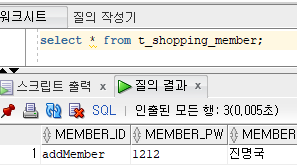 워크시트 질의 작성기
select * from t_shopping_member;
스크립트 출력 x 질의 결과 x
SQL | 인출된 모든 행: 3(0,005초)
MEMBER_ID MEMBER_PW
1 addMember 1212 진명국